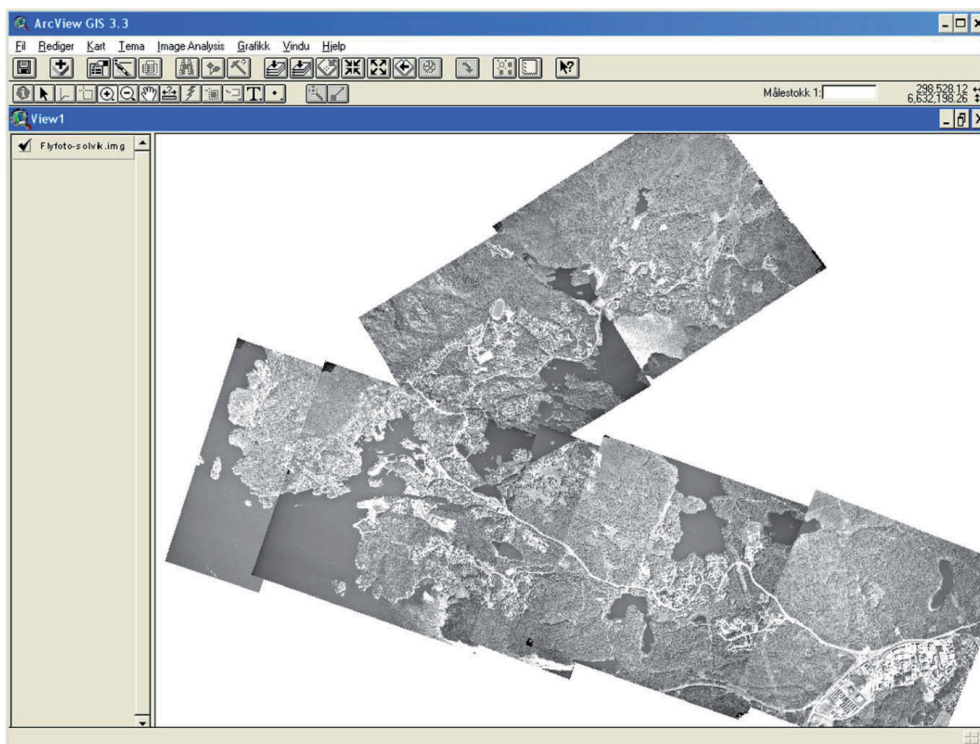 ArcView GIS 3.3
Fil Rediger Kart Tema Image Analysis Grafikk Vindu Hjelp
Målestokk 1: 298,528.12
6,632,198.26
View1
Flyfoto-solvik.img